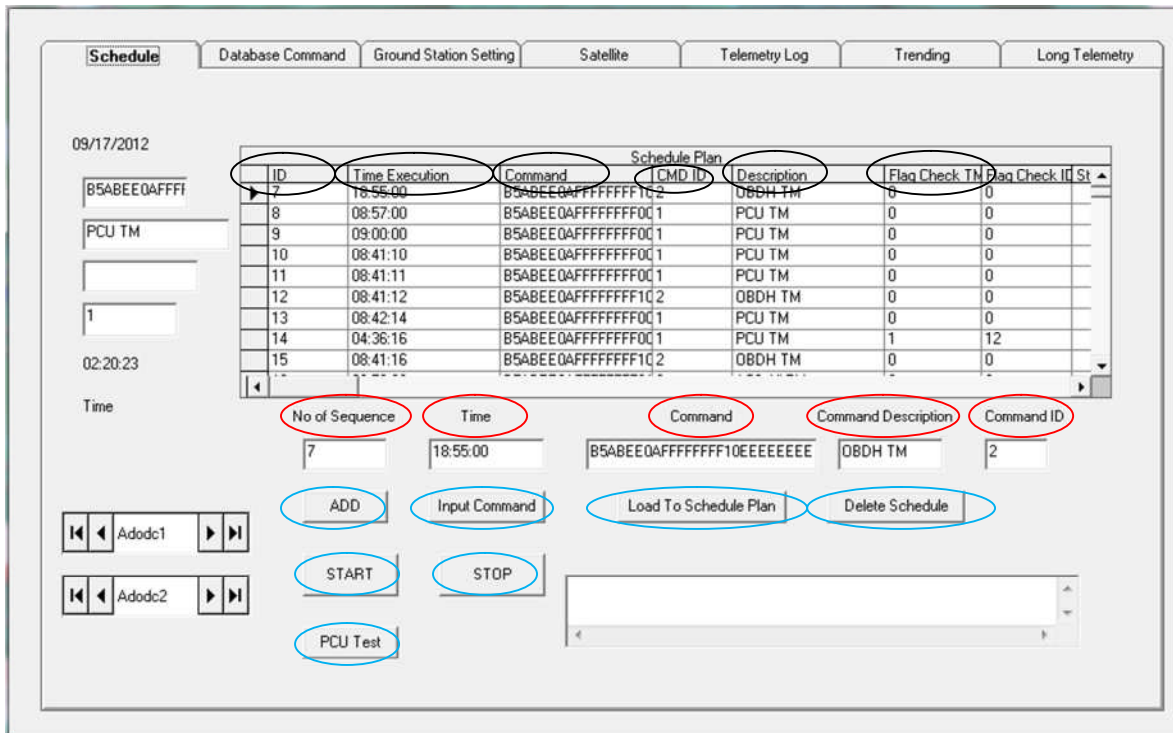 Schedule Database Command Ground Station Setting Satellite Telemetry Log Trending Long Telemetry
09/17/2012
Schedule Plan
ID Time Execution Command CMD ID Description Flag Check TM Flag Check ID St
B5ABEE0AFFFF
7 18:55:00 B5ABEE0AFFFFFFFF10 2 OBDH TM 0 0
8 08:57:00 B5ABEE0AFFFFFFFF00 1 PCU TM 0 0
PCU TM
9 09:00:00 B5ABEE0AFFFFFFFF00 1 PCU TM 0 0
10 08:41:10 B5ABEE0AFFFFFFFF00 1 PCU TM 0 0
11 08:41:11 B5ABEE0AFFFFFFFF00 1 PCU TM 0 0
12 08:41:12 B5ABEE0AFFFFFFFF10 2 OBDH TM 0 0
1
13 08:42:14 B5ABEE0AFFFFFFFF00 1 PCU TM 0 0
14 04:36:16 B5ABEE0AFFFFFFFF00 1 PCU TM 1 12
02:20:23
15 08:41:16 B5ABEE0AFFFFFFFF10 2 OBDH TM 0 0
Time
No of Sequence Time Command Command Description Command ID
7 18:55:00 B5ABEE0AFFFFFFFF10EEEEEEEE OBDH TM 2
ADD Input Command Load To Schedule Plan Delete Schedule
Adodc1
START STOP
Adodc2
PCU Test